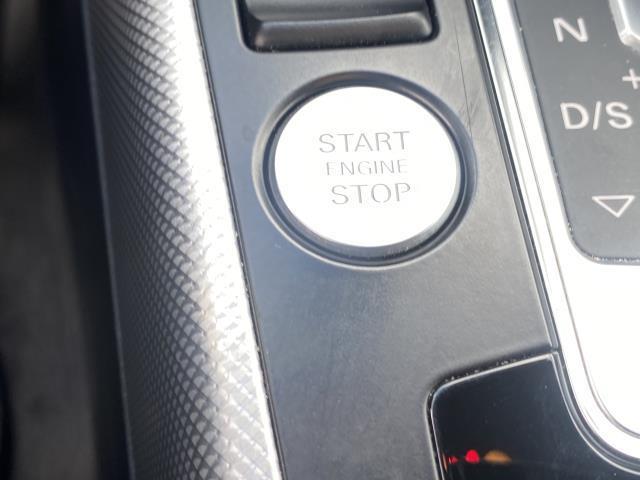 START
ENGINE
STOP
N
+
D/S